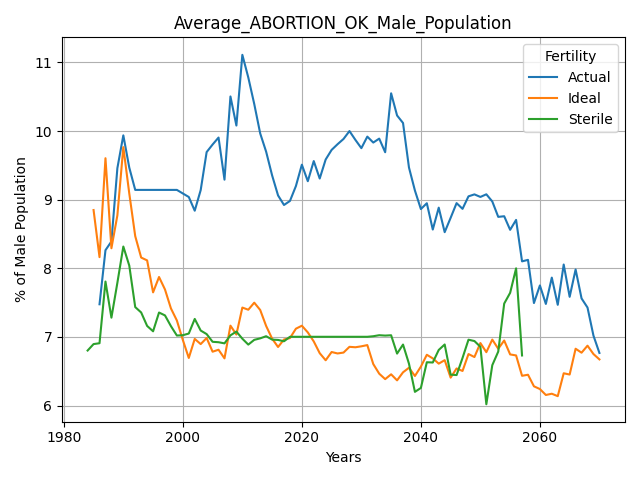 Average_ABORTION_OK_Male_Population
Fertility
Actual
Ideal
Sterile
% of Male Population
11
10
9
8
7
6
1980
2000
2020
2040
2060
Years